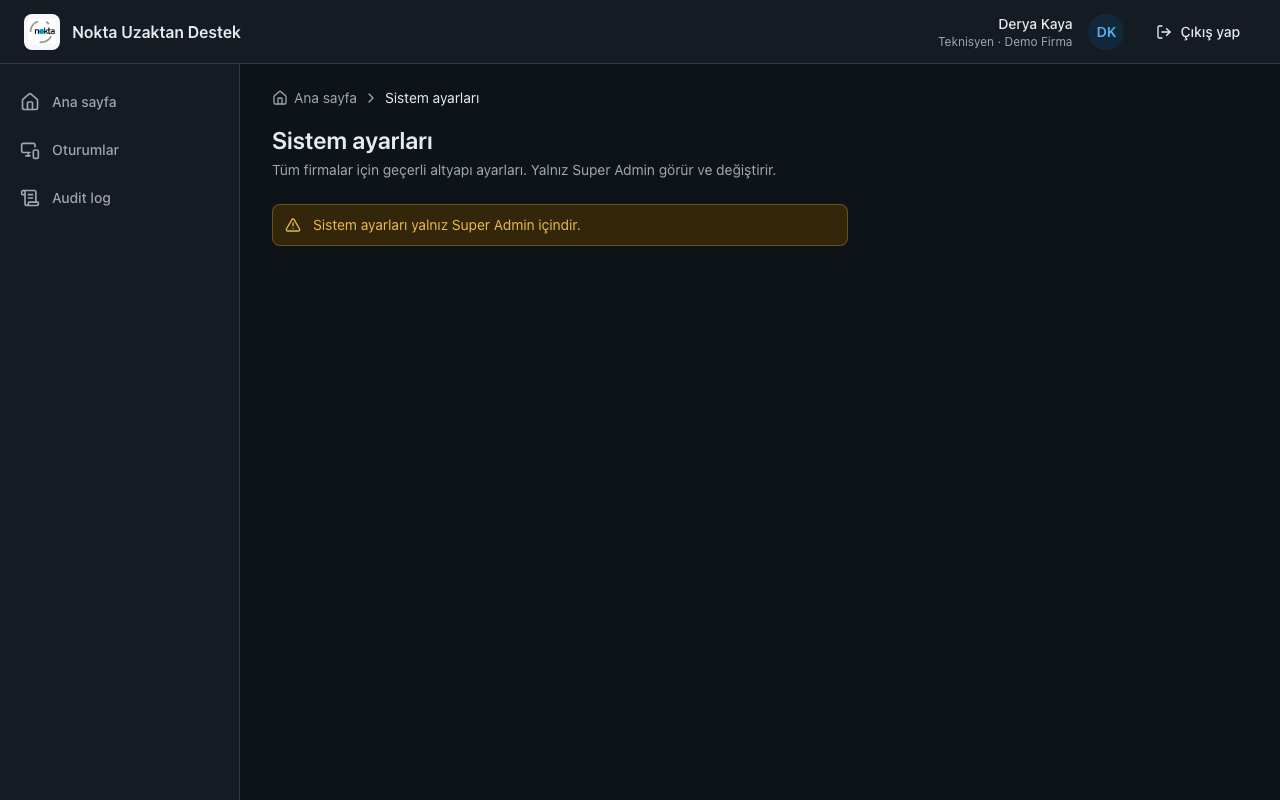 nokta
Nokta Uzaktan Destek
Derya Kaya
Teknisyen · Demo Firma
DK
Çıkış yap
Ana sayfa
Oturumlar
Audit log
Ana sayfa
Sistem ayarları
Sistem ayarları
Tüm firmalar için geçerli altyapı ayarları. Yalnız Super Admin görür ve değiştirir.
Sistem ayarları yalnız Super Admin içindir.